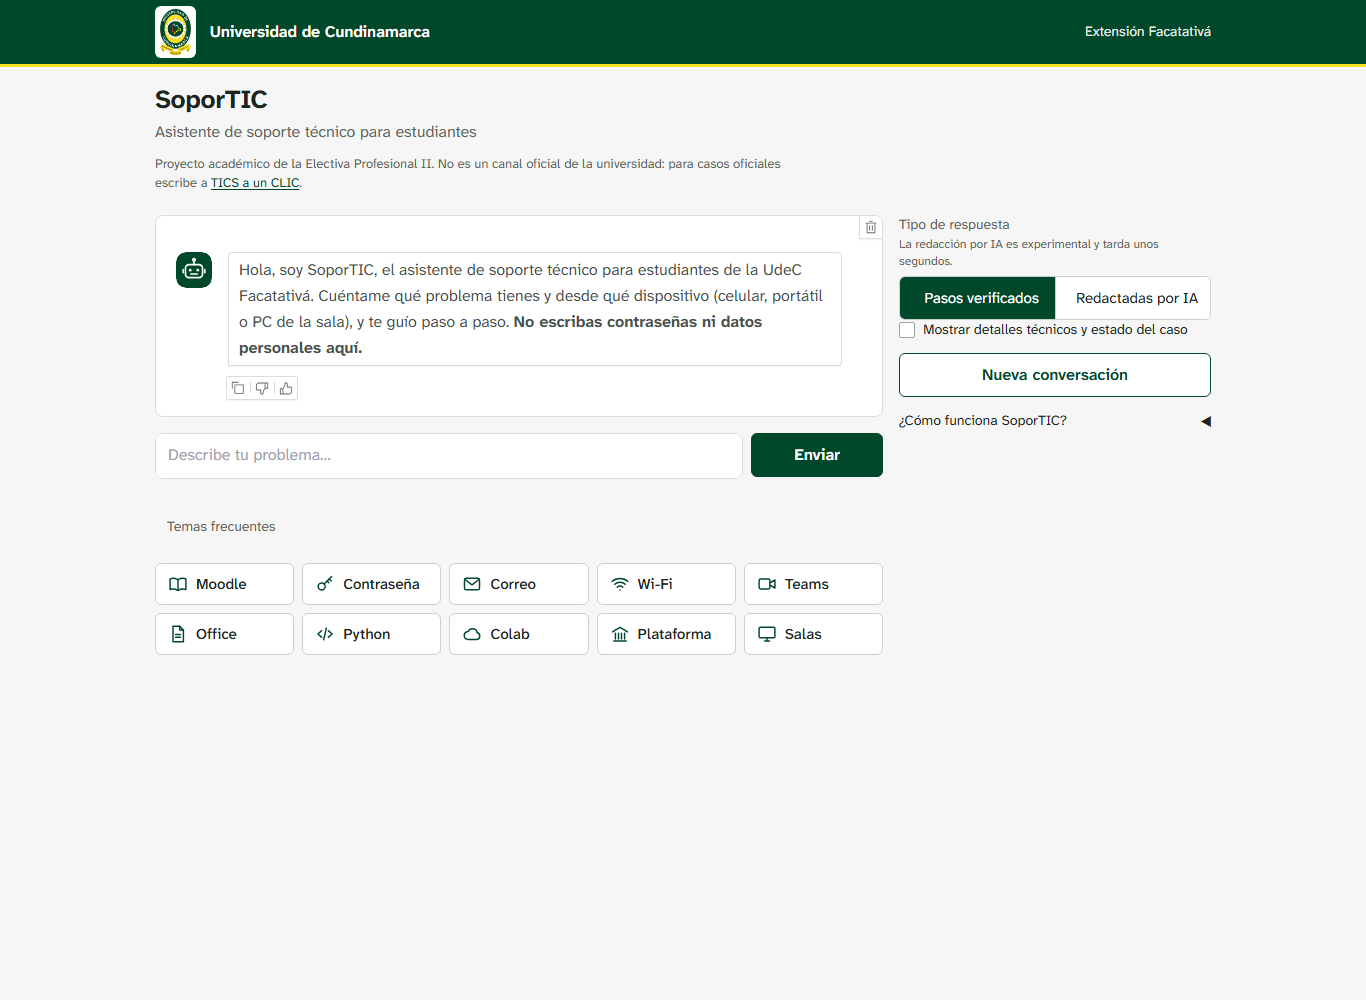 Universidad de Cundinamarca
Extensión Facatativá
SoporTIC
Asistente de soporte técnico para estudiantes
Proyecto académico de la Electiva Profesional II. No es un canal oficial de la universidad: para casos oficiales
escribe a TICS a un CLIC.
Hola, soy SoporTIC, el asistente de soporte técnico para estudiantes de la UdeC
Facatativá. Cuéntame qué problema tienes y desde qué dispositivo (celular, portátil
o PC de la sala), y te guío paso a paso. No escribas contraseñas ni datos
personales aquí.
Describe tu problema...
Enviar
Temas frecuentes
Moodle
Contraseña
Correo
Wi-Fi
Teams
Office
Python
Colab
Plataforma
Salas
Tipo de respuesta
La redacción por IA es experimental y tarda unos
segundos.
Pasos verificados
Redactadas por IA
Mostrar detalles técnicos y estado del caso
Nueva conversación
¿Cómo funciona SoporTIC?